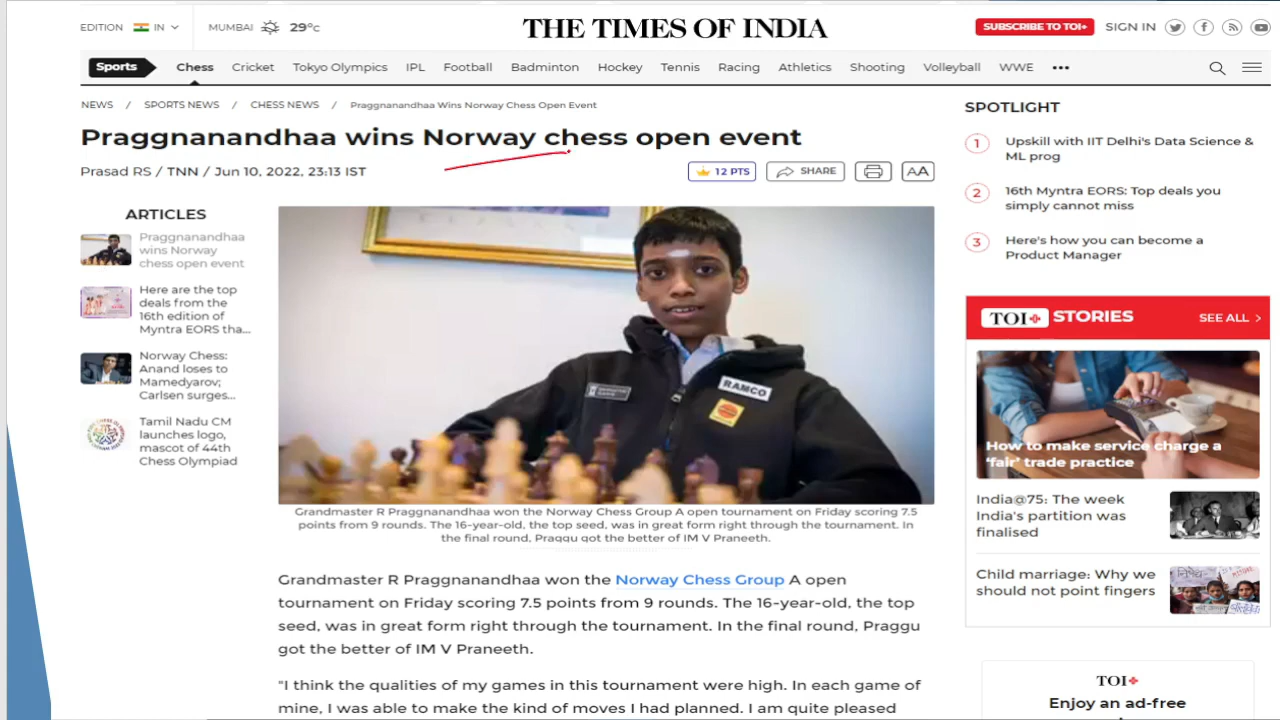 EDITION IN MUMBAI 29°C
THE TIMES OF INDIA
SUBSCRIBE TO TOI+ SIGN IN
Sports Chess Cricket Tokyo Olympics IPL Football Badminton Hockey Tennis Racing Athletics Shooting Volleyball WWE •••
NEWS / SPORTS NEWS / CHESS NEWS / Praggnanandhaa Wins Norway Chess Open Event
Praggnanandhaa wins Norway chess open event
Prasad RS / TNN / Jun 10, 2022, 23:13 IST
12 PTS
SHARE
AA
ARTICLES
Praggnanandhaa
wins Norway
chess open event
Here are the top
deals from the
16th edition of
Myntra EORS tha...
Norway Chess:
Anand loses to
Mamedyarov;
Carlsen surges...
Tamil Nadu CM
launches logo,
mascot of 44th
Chess Olympiad
RAMCO
Grandmaster R Praggnanandhaa won the Norway Chess Group A open tournament on Friday scoring 7.5
points from 9 rounds. The 16-year-old, the top seed, was in great form right through the tournament. In
the final round, Praggu got the better of IM V Praneeth.
Grandmaster R Praggnanandhaa won the Norway Chess Group A open
tournament on Friday scoring 7.5 points from 9 rounds. The 16-year-old, the top
seed, was in great form right through the tournament. In the final round, Praggu
got the better of IM V Praneeth.
“I think the qualities of my games in this tournament were high. In each game of
mine, I was able to make the kind of moves I had planned. I am quite pleased
SPOTLIGHT
1 Upskill with IIT Delhi's Data Science &
ML prog
2 16th Myntra EORS: Top deals you
simply cannot miss
3 Here's how you can become a
Product Manager
TOI+ STORIES SEE ALL >
How to make service charge a
‘fair’ trade practice
India@75: The week
India's partition was
finalised
Child marriage: Why we
should not point fingers
TOI+
Enjoy an ad-free